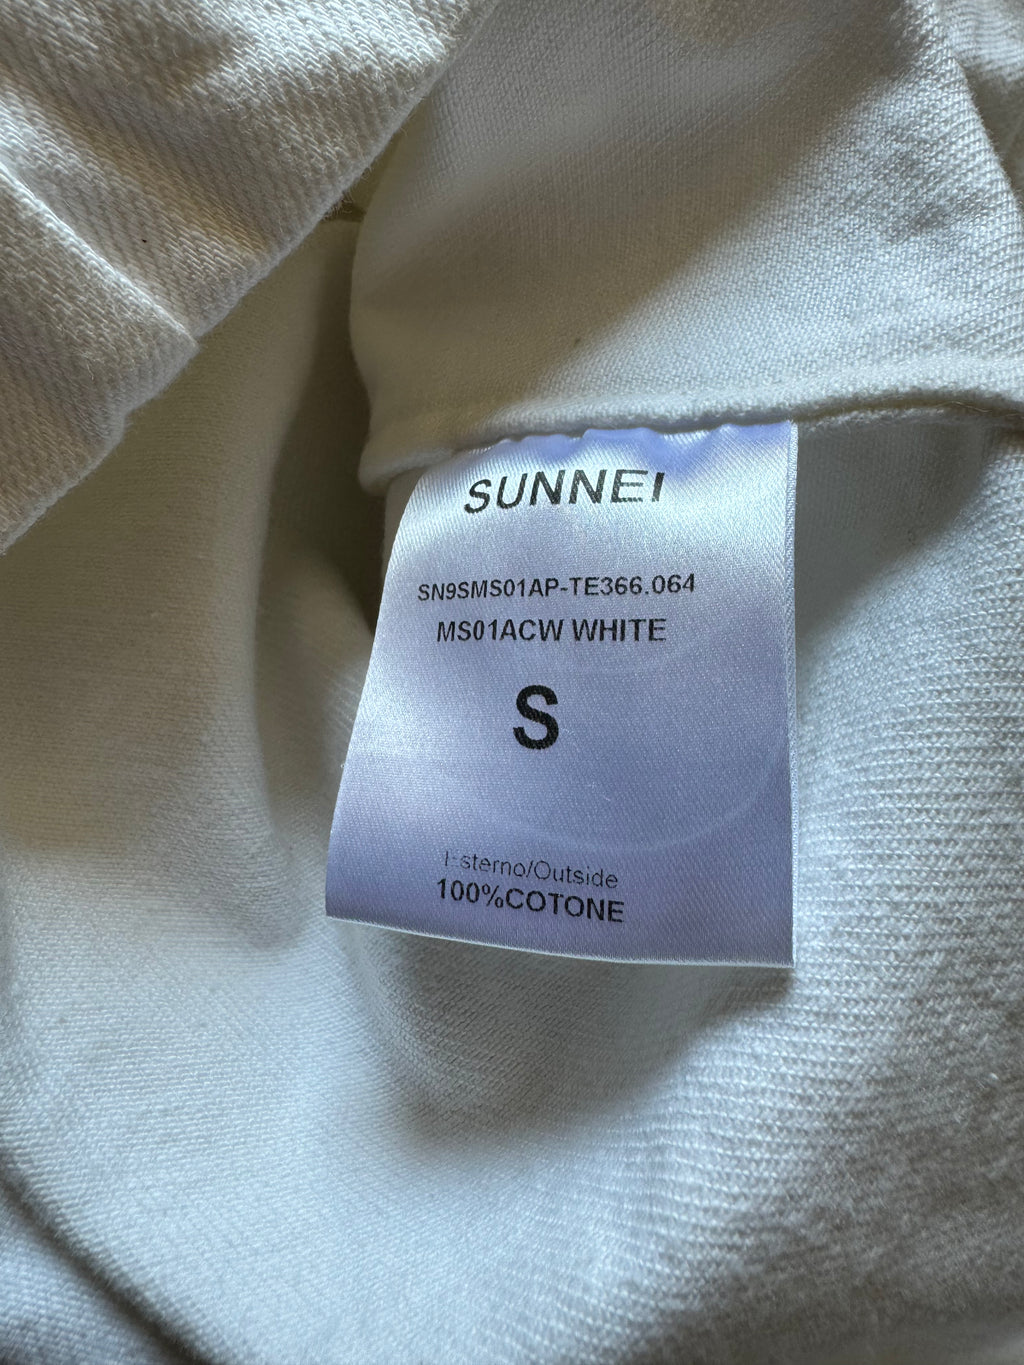 SUNNEI
SN9SMS01AP-TE366.064
MS01ACW WHITE
S
Esterno/Outside
100%COTONE